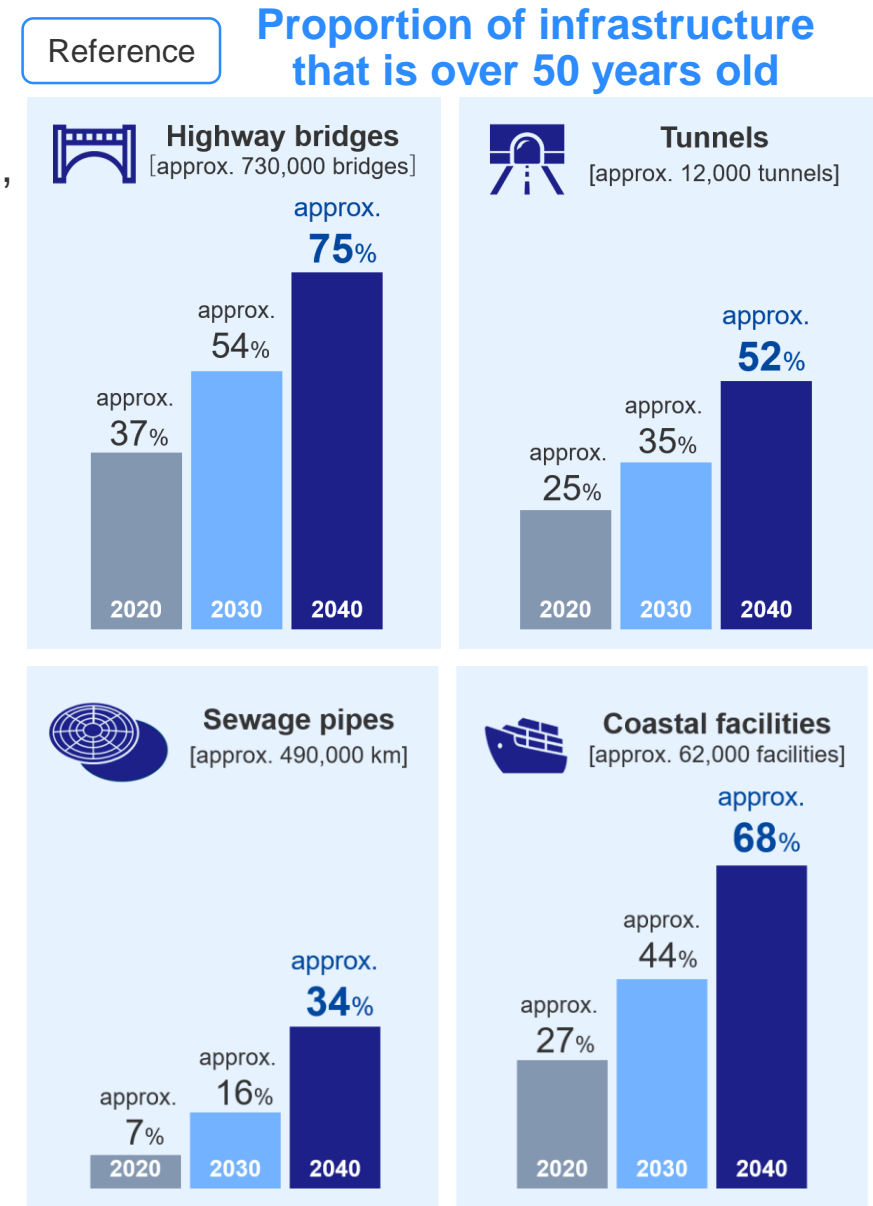 Reference
Proportion of infrastructure
that is over 50 years old
,
Highway bridges
[approx. 730,000 bridges]
approx.
37%
approx.
54%
approx.
75%
2020
2030
2040
Tunnels
[approx. 12,000 tunnels]
approx.
25%
approx.
35%
approx.
52%
2020
2030
2040
Sewage pipes
[approx. 490,000 km]
approx.
7%
approx.
16%
approx.
34%
2020
2030
2040
Coastal facilities
[approx. 62,000 facilities]
approx.
27%
approx.
44%
approx.
68%
2020
2030
2040